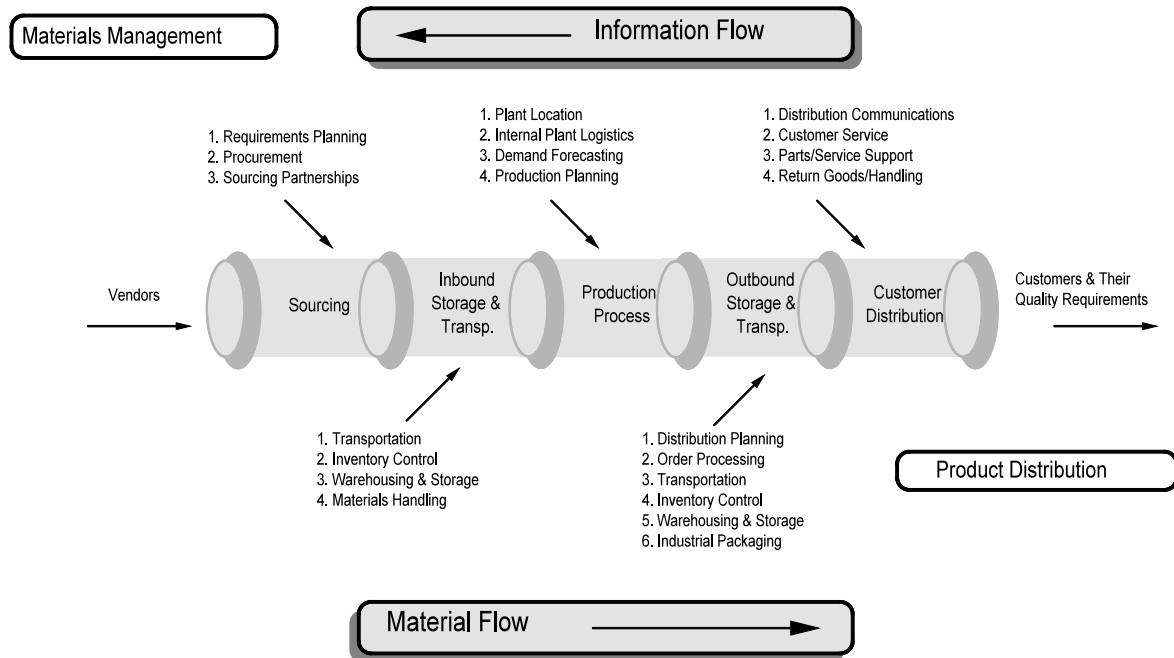 Materials Management
Information Flow
1. Requirements Planning
2. Procurement
3. Sourcing Partnerships
1. Plant Location
2. Internal Plant Logistics
3. Demand Forecasting
4. Production Planning
1. Distribution Communications
2. Customer Service
3. Parts/Service Support
4. Return Goods/Handling
Vendors
Sourcing
Inbound
Storage &
Transp.
Production
Process
Outbound
Storage &
Transp.
Customer
Distribution
Customers & Their
Quality Requirements
1. Transportation
2. Inventory Control
3. Warehousing & Storage
4. Materials Handling
1. Distribution Planning
2. Order Processing
3. Transportation
4. Inventory Control
5. Warehousing & Storage
6. Industrial Packaging
Product Distribution
Material Flow